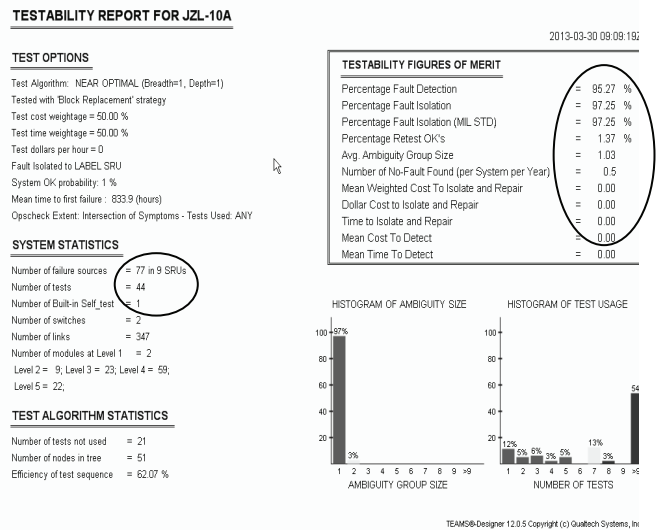 TESTABILITY REPORT FOR JZL-10A
2013-03-30 09:09:19Z
TEST OPTIONS
Test Algorithm: NEAR OPTIMAL (Breadth=1, Depth=1)
Tested with 'Block Replacement' strategy
Test cost weightage = 50.00 %
Test time weightage = 50.00 %
Test dollars per hour = 0
Fault Isolated to LABEL SRU
System OK probability: 1 %
Mean time to first failure : 833.9 (hours)
Opscheck Extent: Intersection of Symptoms - Tests Used: ANY
SYSTEM STATISTICS
Number of failure sources = 77 in 9 SRUs
Number of tests = 44
Number of Built-in Self_test = 1
Number of switches = 2
Number of links = 347
Number of modules at Level 1 = 2
Level 2 = 9; Level 3 = 23; Level 4 = 59;
Level 5 = 22;
TEST ALGORITHM STATISTICS
Number of tests not used = 21
Number of nodes in tree = 51
Efficiency of test sequence = 62.07 %
TESTABILITY FIGURES OF MERIT
Percentage Fault Detection = 95.27 %
Percentage Fault Isolation = 97.25 %
Percentage Fault Isolation (MIL STD) = 97.25 %
Percentage Retest OK's = 1.37 %
Avg. Ambiguity Group Size = 1.03
Number of No-Fault Found (per System per Year) = 0.5
Mean Weighted Cost To Isolate and Repair = 0.00
Dollar Cost to Isolate and Repair = 0.00
Time to Isolate and Repair = 0.00
Mean Cost To Detect = 0.00
Mean Time To Detect = 0.00
HISTOGRAM OF AMBIGUITY SIZE
100
80
60
40
20
97%
3%
1 2 3 4 5 6 7 8 9 >9
AMBIGUITY GROUP SIZE
HISTOGRAM OF TEST USAGE
100
80
60
40
20
12% 5% 6% 3% 5% 13% 3% 54
1 2 3 4 5 6 7 8 9 >9
NUMBER OF TESTS
TEAMS®-Designer 12.0.5 Copyright (c) Qualtech Systems, Inc